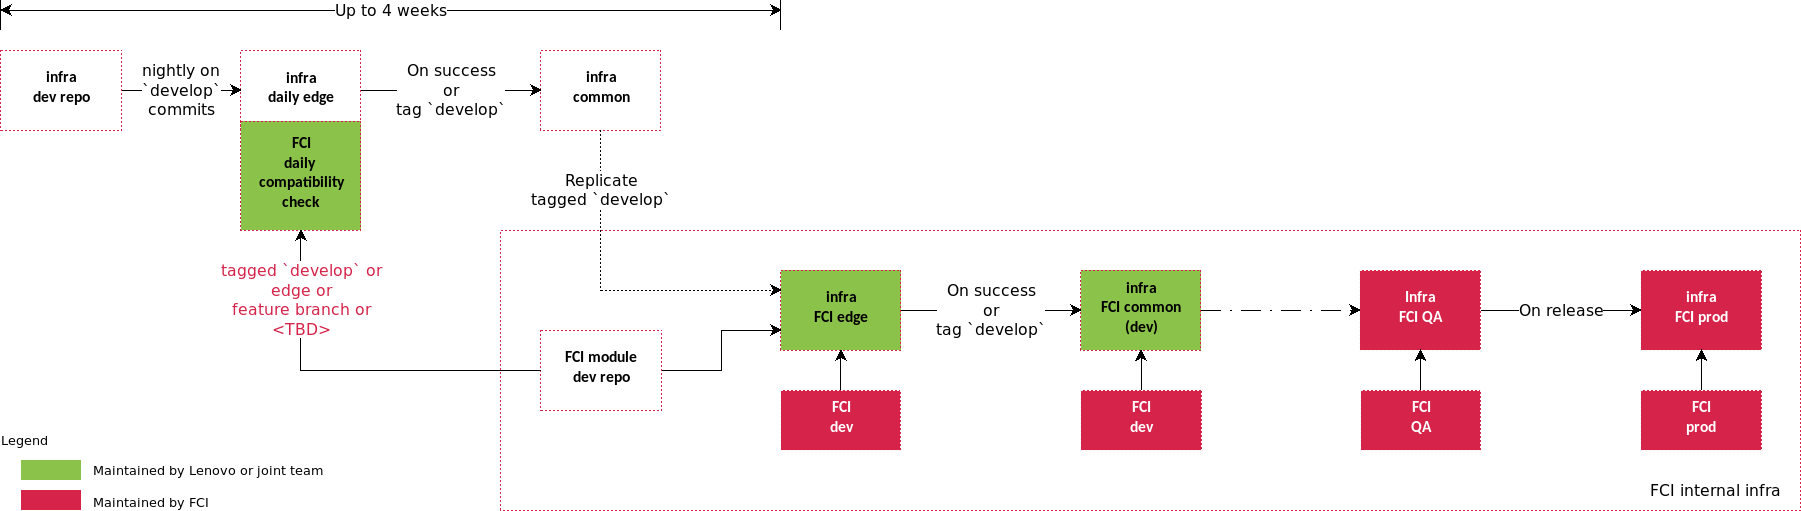 Up to 4 weeks
infra
dev repo
nightly on
`develop`
commits
infra
daily edge
On success
or
tag `develop`
infra
common
FCI
daily
compatibility
check
Replicate
tagged `develop`
tagged `develop` or
edge or
feature branch or
<TBD>
infra
FCI edge
On success
or
tag `develop`
infra
FCI common
(dev)
Infra
FCI QA
On release
infra
FCI prod
FCI module
dev repo
FCI
dev
FCI
dev
FCI
QA
FCI
prod
Legend
Maintained by Lenovo or joint team
Maintained by FCI
FCI internal infra